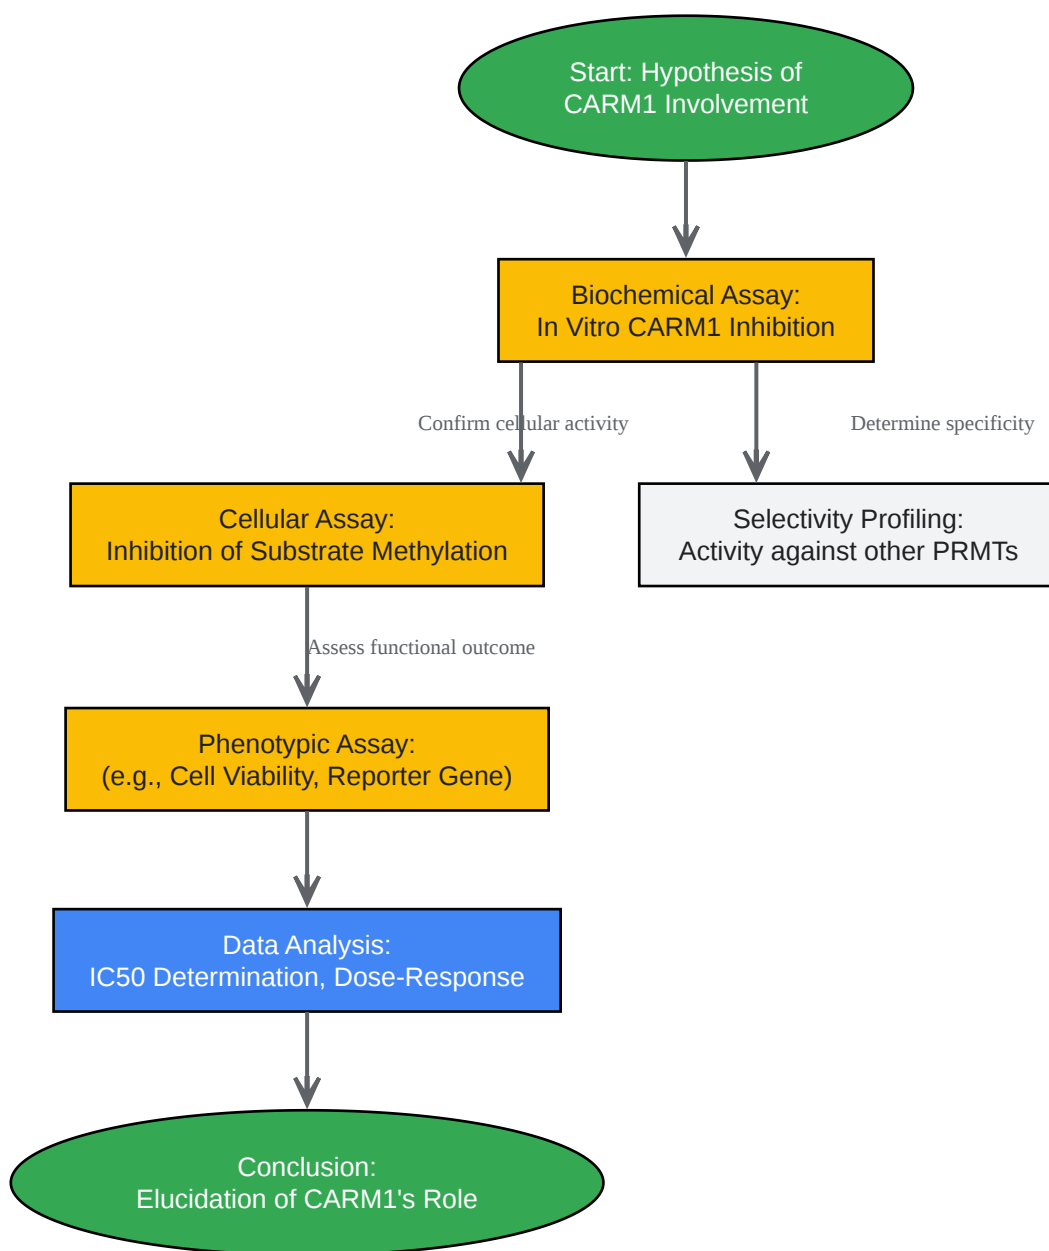 Start: Hypothesis of
CARM1 Involvement
Biochemical Assay:
In Vitro CARM1 Inhibition
Confirm cellular activity
Determine specificity
Cellular Assay:
Inhibition of Substrate Methylation
Selectivity Profiling:
Activity against other PRMTs
Assess functional outcome
Phenotypic Assay:
(e.g., Cell Viability, Reporter Gene)
Data Analysis:
IC50 Determination, Dose-Response
Conclusion:
Elucidation of CARM1's Role